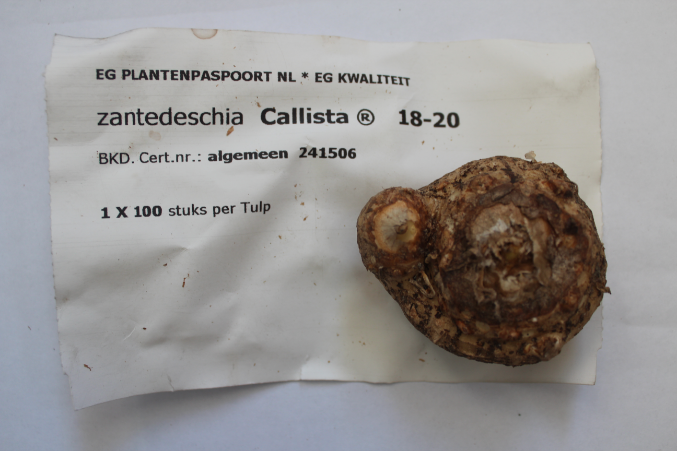 EG PLANTENPASPOORT NL * EG KWALITEIT
zantedeschia Callista ® 18-20
BKD. Cert.nr.: algemeen 241506
1 X 100 stuks per Tulp